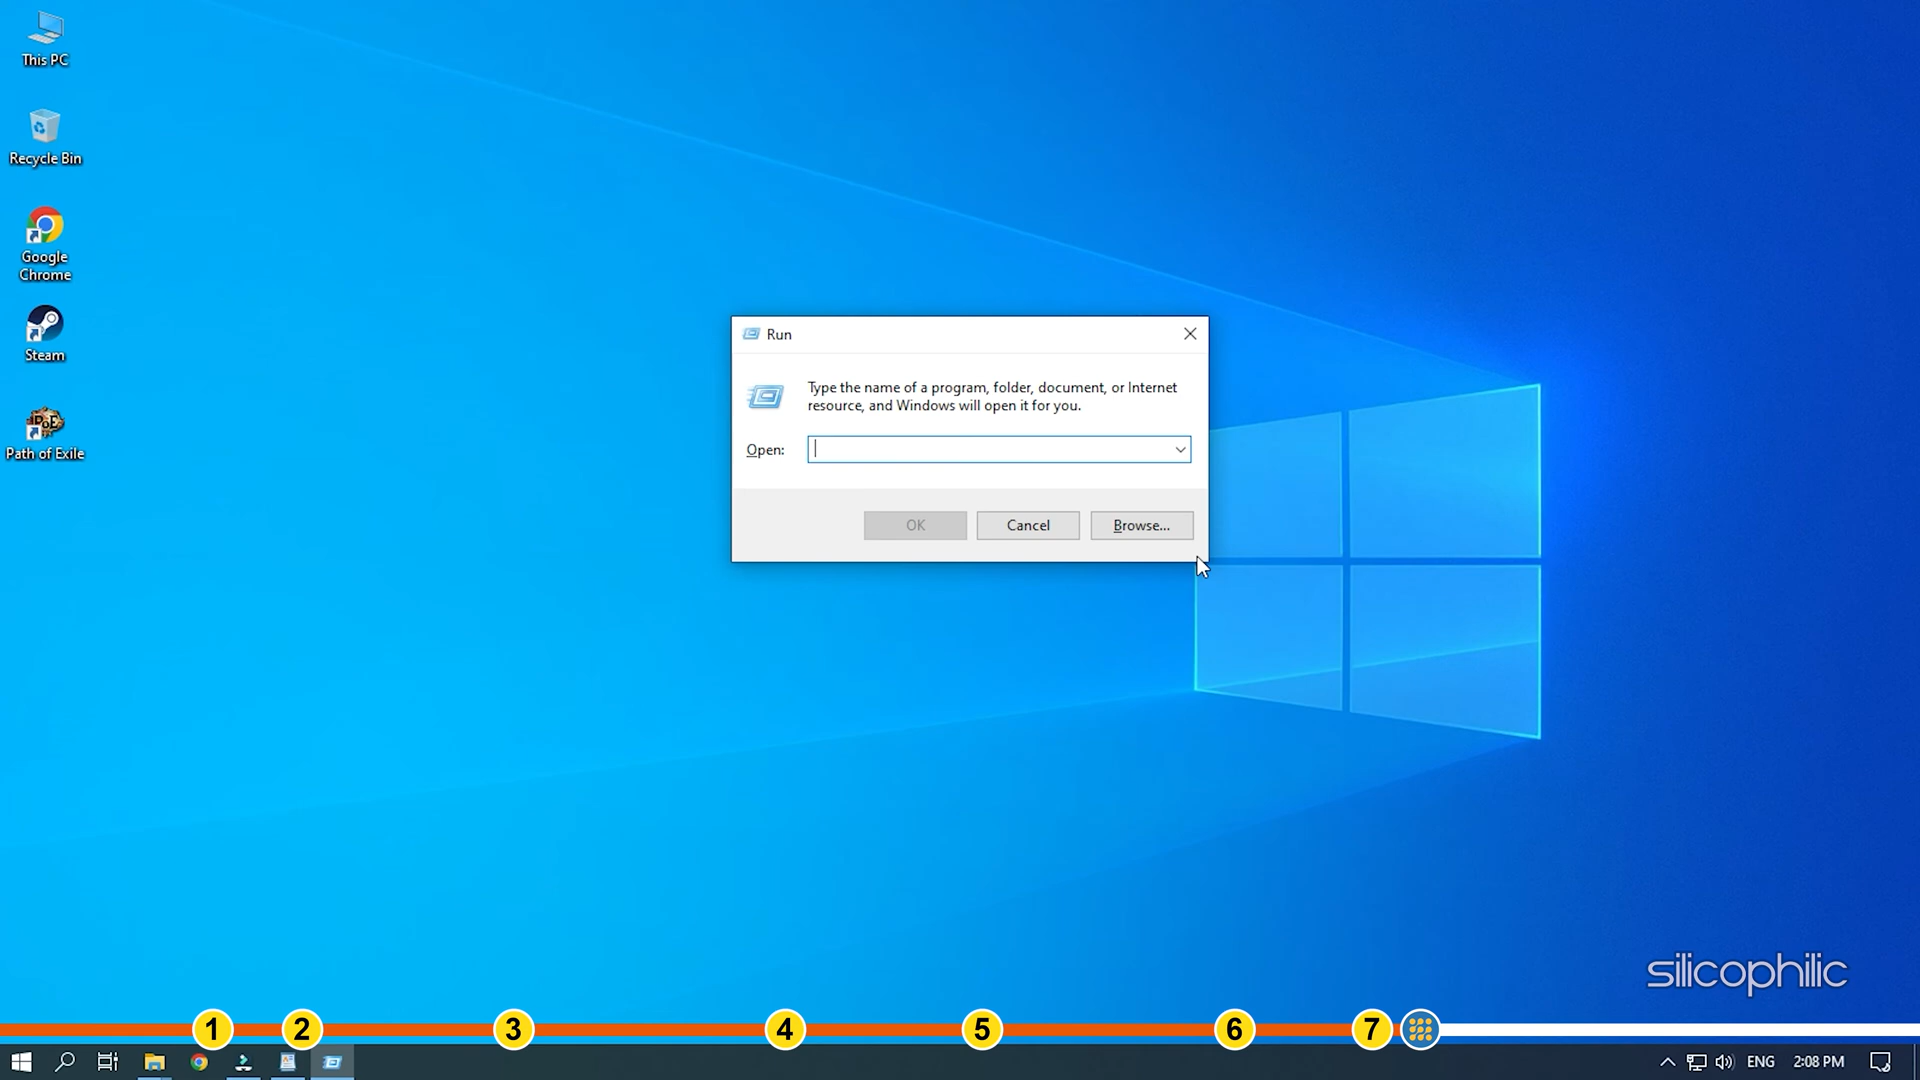 This PC
Recycle Bin
Google
Chrome
Steam
Path of Exile
Run
Type the name of a program, folder, document, or Internet
resource, and Windows will open it for you.
Open:
OK
Cancel
Browse...
silicophilic
1
2
3
4
5
6
7
ENG
2:08 PM